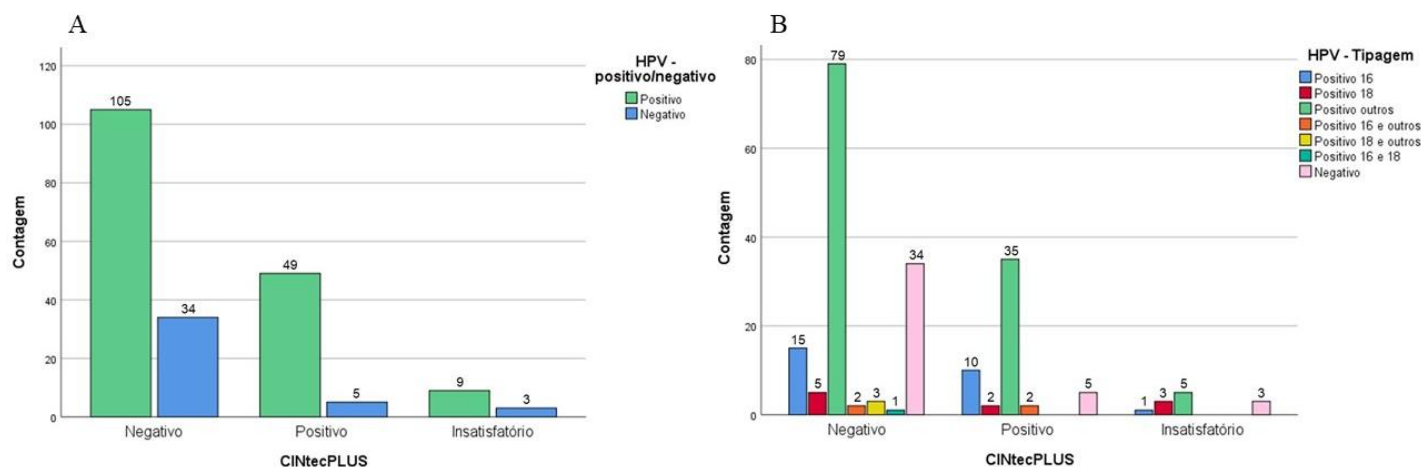 A
HPV -
positivo/negativo
Positivo
Negativo
Contagem
120
100
80
60
40
20
0
105
34
49
5
9
3
Negativo
Positivo
Insatisfatório
CINtecPLUS
B
HPV - Tipagem
Positivo 16
Positivo 18
Positivo outros
Positivo 16 e outros
Positivo 18 e outros
Positivo 16 e 18
Negativo
Contagem
80
60
40
20
0
15
5
79
2
3
1
34
10
2
35
2
5
1
3
5
3
Negativo
Positivo
Insatisfatório
CINtecPLUS